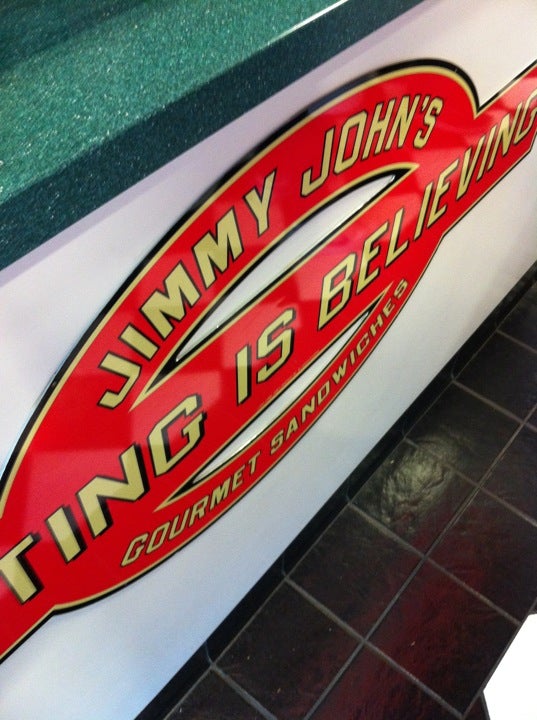 JIMMY JOHN'S
TING IS BELIEVING
GOURMET SANDWICHES